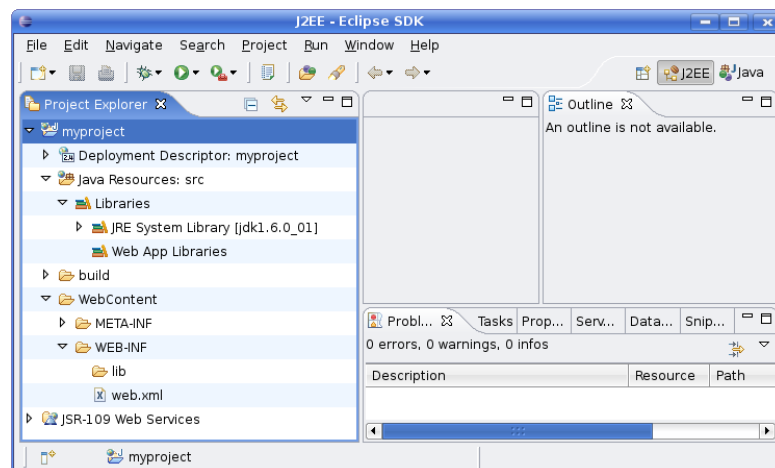 J2EE - Eclipse SDK
File Edit Navigate Search Project Run Window Help
J2EE Java
Project Explorer
myproject
Deployment Descriptor: myproject
Java Resources: src
Libraries
JRE System Library [jdk1.6.0_01]
Web App Libraries
build
WebContent
META-INF
WEB-INF
lib
web.xml
JSR-109 Web Services
Outline
An outline is not available.
Probl... Tasks Prop... Serv... Data... Snip...
0 errors, 0 warnings, 0 infos
Description Resource Path
myproject